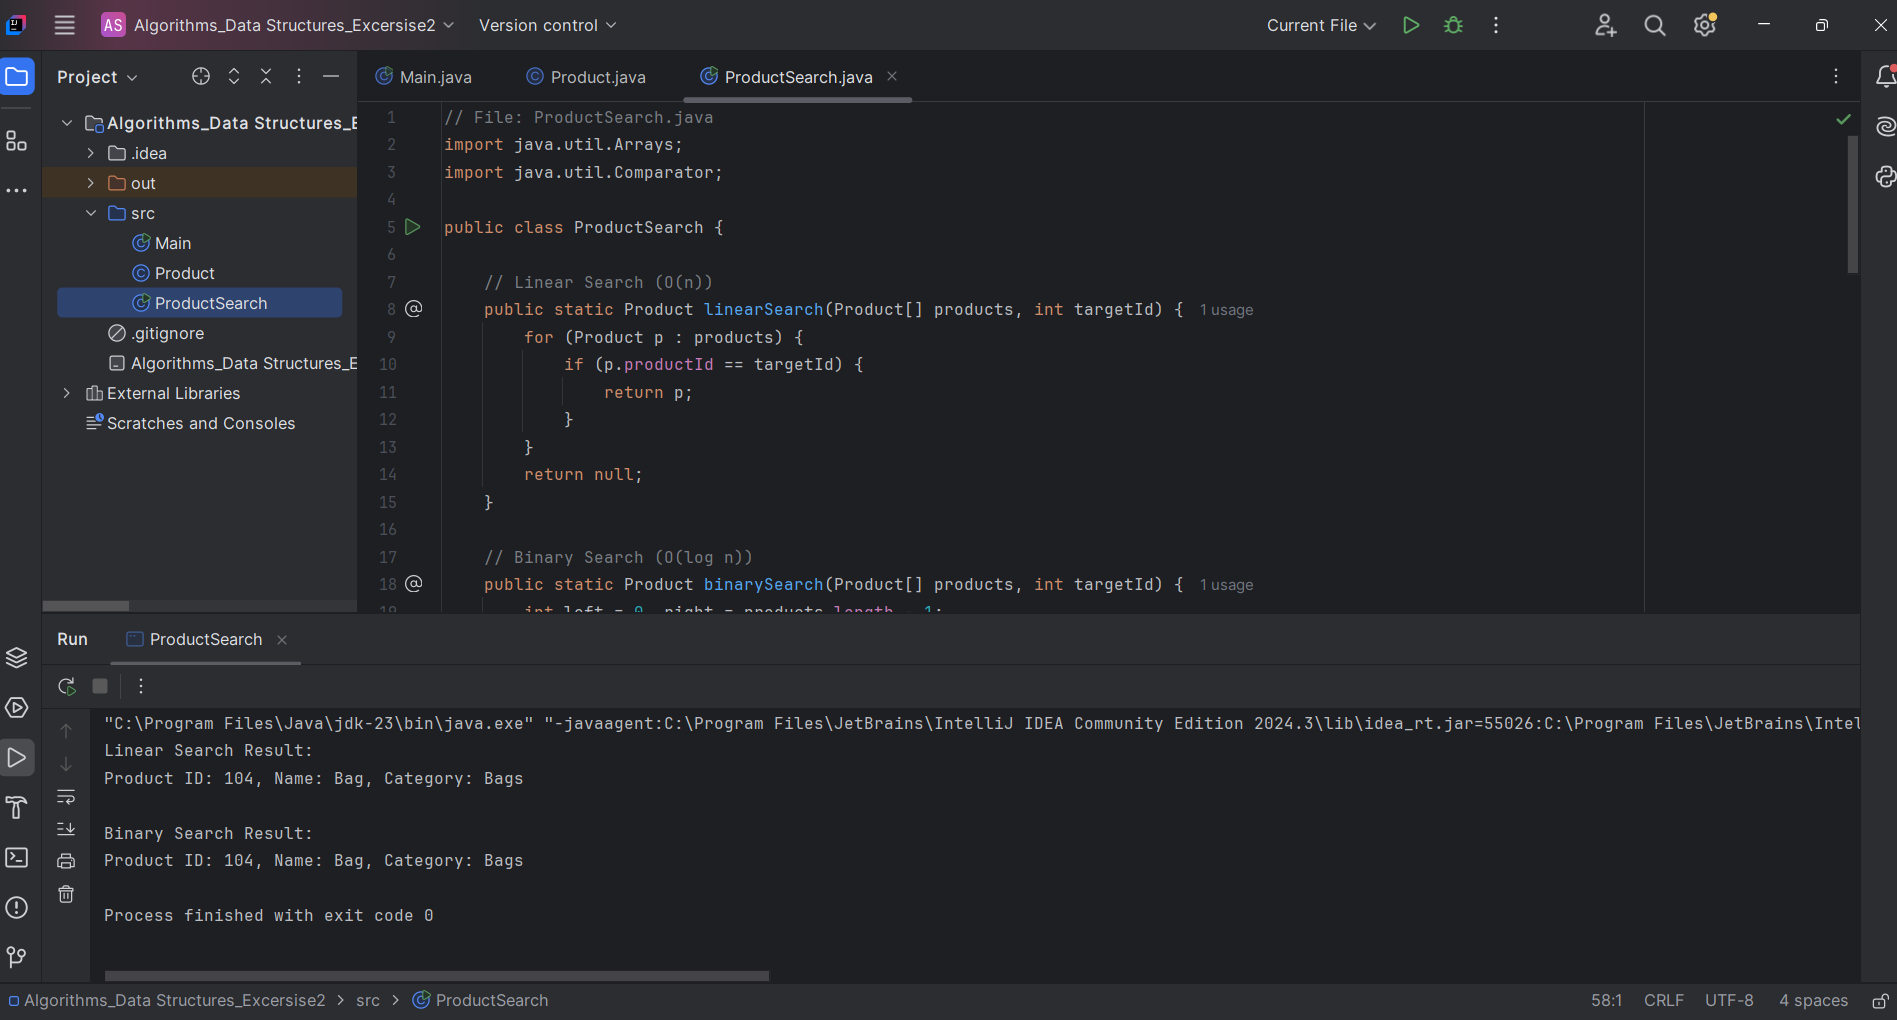 AS Algorithms_Data Structures_Excersise2 Version control Current File
Project
Main.java Product.java ProductSearch.java
Algorithms_Data Structures_E
.idea
out
src
Main
Product
ProductSearch
.gitignore
Algorithms_Data Structures_E
External Libraries
Scratches and Consoles
1 // File: ProductSearch.java
2 import java.util.Arrays;
3 import java.util.Comparator;
4
5 public class ProductSearch {
6
7 // Linear Search (O(n))
8 public static Product linearSearch(Product[] products, int targetId) { 1 usage
9 for (Product p : products) {
10 if (p.productId == targetId) {
11 return p;
12 }
13 }
14 return null;
15 }
16
17 // Binary Search (O(log n))
18 public static Product binarySearch(Product[] products, int targetId) { 1 usage
19 int left = 0, right = products.length - 1;
Run ProductSearch
"C:\Program Files\Java\jdk-23\bin\java.exe" "-javaagent:C:\Program Files\JetBrains\IntelliJ IDEA Community Edition 2024.3\lib\idea_rt.jar=55026:C:\Program Files\JetBrains\Intel
Linear Search Result:
Product ID: 104, Name: Bag, Category: Bags
Binary Search Result:
Product ID: 104, Name: Bag, Category: Bags
Process finished with exit code 0
Algorithms_Data Structures_Excersise2 > src > ProductSearch
58:1 CRLF UTF-8 4 spaces